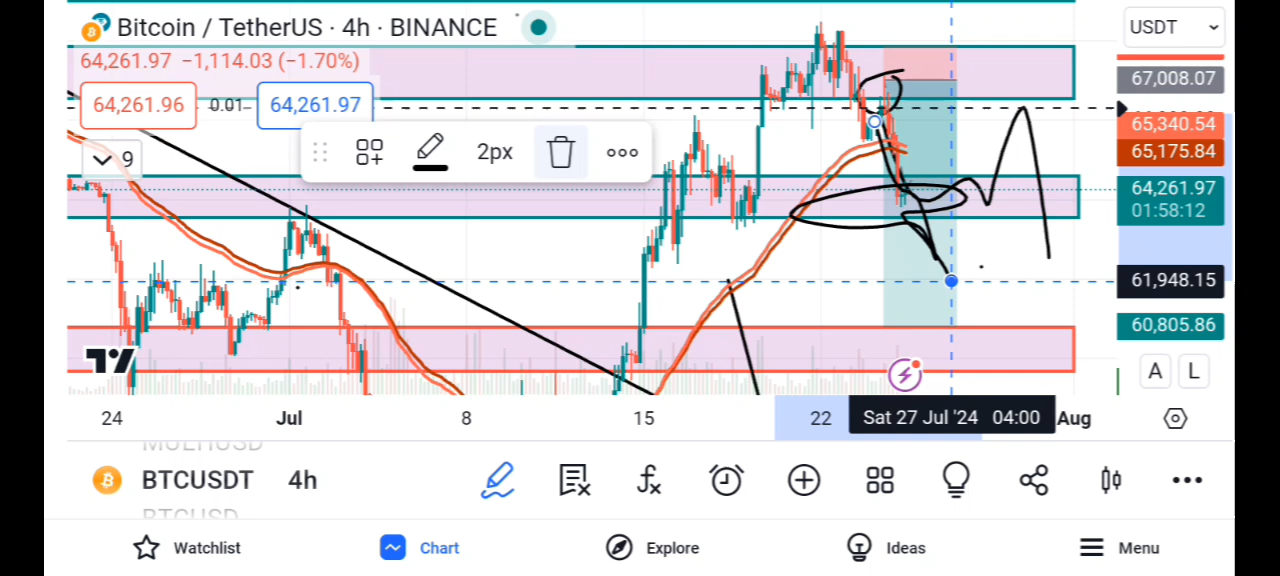 Bitcoin / TetherUS · 4h · BINANCE
USDT
64,261.97 −1,114.03 (−1.70%)
67,008.07
64,261.96 0.01 64,261.97
65,340.54
9 2px
65,175.84
64,261.97
01:58:12
61,948.15
60,805.86
A L
24 Jul 8 15 22 Sat 27 Jul '24 04:00 Aug
BTCUSDT 4h
Watchlist Chart Explore Ideas Menu